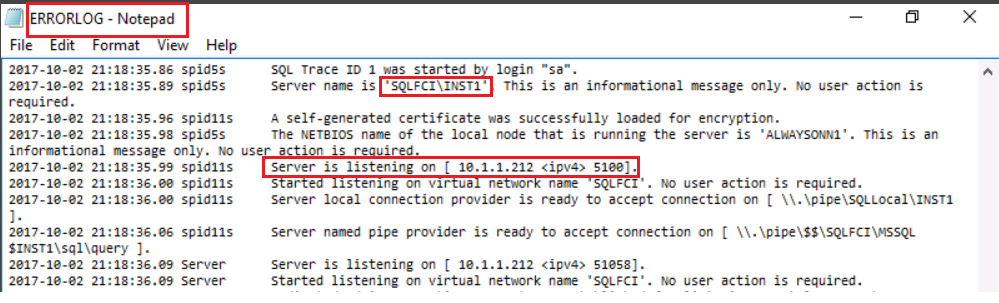 ERRORLOG - Notepad
File Edit Format View Help
2017-10-02 21:18:35.86 spid5s SQL Trace ID 1 was started by login "sa".
2017-10-02 21:18:35.89 spid5s Server name is 'SQLFCI\INST1'. This is an informational message only. No user action is
required.
2017-10-02 21:18:35.96 spid11s A self-generated certificate was successfully loaded for encryption.
2017-10-02 21:18:35.98 spid5s The NETBIOS name of the local node that is running the server is 'ALWAYSONN1'. This is an
informational message only. No user action is required.
2017-10-02 21:18:35.99 spid11s Server is listening on [ 10.1.1.212 <ipv4> 5100].
2017-10-02 21:18:36.00 spid11s Started listening on virtual network name 'SQLFCI'. No user action is required.
2017-10-02 21:18:36.00 spid11s Server local connection provider is ready to accept connection on [ \\.\pipe\SQLLocal\INST1
].
2017-10-02 21:18:36.06 spid11s Server named pipe provider is ready to accept connection on [ \\.\pipe\$$\SQLFCI\MSSQL
$INST1\sql\query ].
2017-10-02 21:18:36.09 Server Server is listening on [ 10.1.1.212 <ipv4> 51058].
2017-10-02 21:18:36.09 Server Started listening on virtual network name 'SQLFCI'. No user action is required.